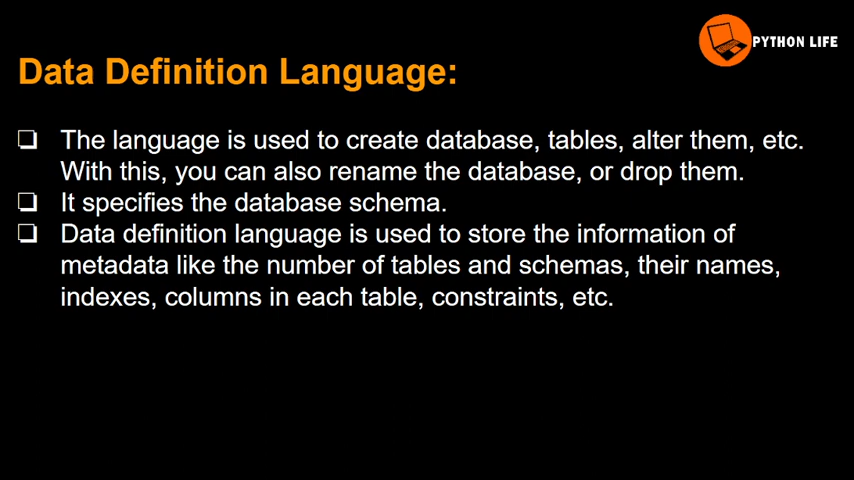 PYTHON LIFE
Data Definition Language:
❏ The language is used to create database, tables, alter them, etc.
With this, you can also rename the database, or drop them.
❏ It specifies the database schema.
❏ Data definition language is used to store the information of
metadata like the number of tables and schemas, their names,
indexes, columns in each table, constraints, etc.